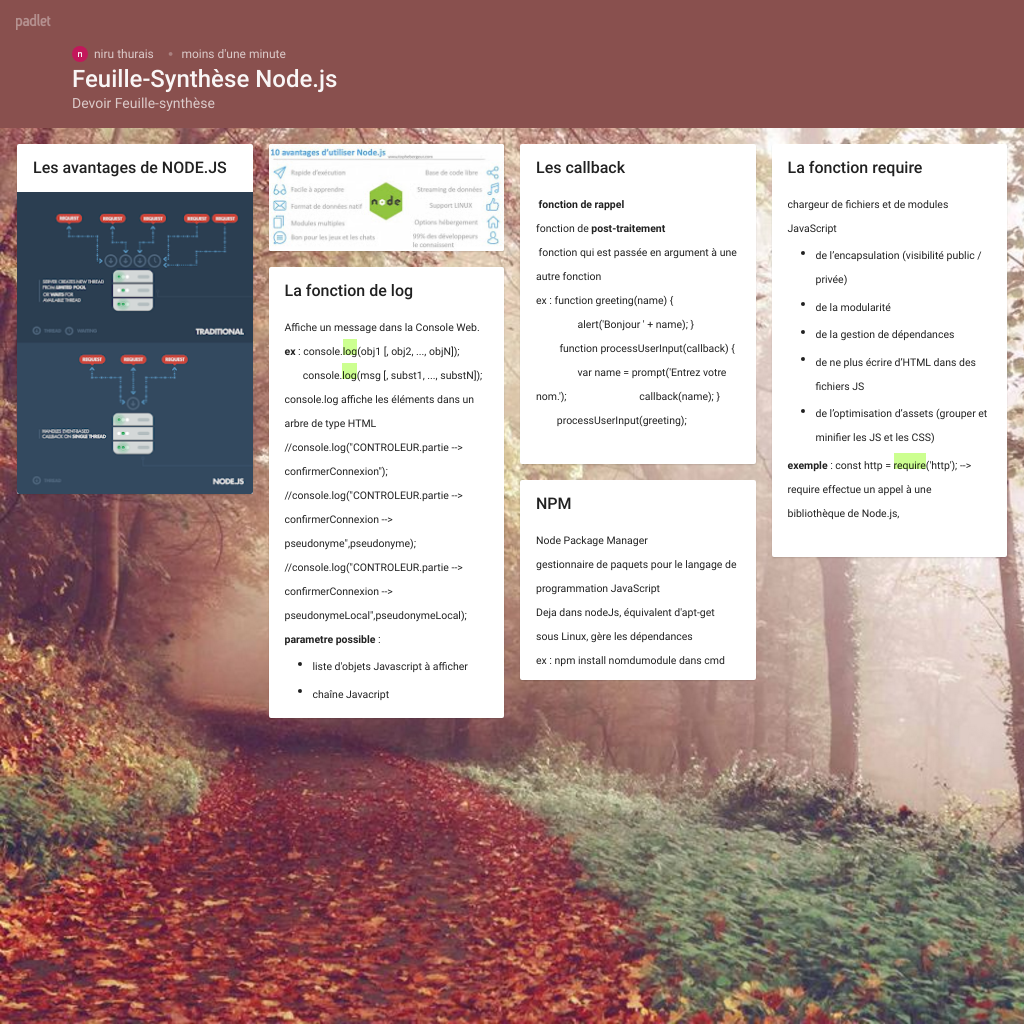 padlet
n niru thurais • moins d'une minute
Feuille-Synthèse Node.js
Devoir Feuille-synthèse
Les avantages de NODE.JS
REQUEST REQUEST REQUEST REQUEST REQUEST
SERVER CREATES NEW THREAD
FROM LIMITED POOL
OR WAITS FOR
AVAILABLE THREAD
THREAD WAITING
TRADITIONAL
REQUEST REQUEST REQUEST
HANDLES EVENT-BASED
CALLBACK ON SINGLE THREAD
THREAD
NODE.JS
10 avantages d'utiliser Node.js
Rapide d'exécution
Facile à apprendre
Format de données natif
Modules multiples
Bon pour les jeux et les chats
node
Base de code libre
Streaming de données
Support LINUX
Options hébergement
99% des développeurs
le connaissent
La fonction de log
Affiche un message dans la Console Web.
ex : console.log(obj1 [, obj2, ..., objN]);
console.log(msg [, subst1, ..., substN]);
console.log affiche les éléments dans un
arbre de type HTML
//console.log("CONTROLEUR.partie -->
confirmerConnexion");
//console.log("CONTROLEUR.partie -->
confirmerConnexion -->
pseudonyme",pseudonyme);
//console.log("CONTROLEUR.partie -->
confirmerConnexion -->
pseudonymeLocal",pseudonymeLocal);
parametre possible :
• liste d'objets Javascript à afficher
• chaîne Javacript
Les callback
fonction de rappel
fonction de post-traitement
fonction qui est passée en argument à une
autre fonction
ex : function greeting(name) {
alert('Bonjour ' + name); }
function processUserInput(callback) {
var name = prompt('Entrez votre
nom.'); callback(name); }
processUserInput(greeting);
NPM
Node Package Manager
gestionnaire de paquets pour le langage de
programmation JavaScript
Deja dans nodeJs, équivalent d'apt-get
sous Linux, gère les dépendances
ex : npm install nomdumodule dans cmd
La fonction require
chargeur de fichiers et de modules
JavaScript
• de l'encapsulation (visibilité public /
privée)
• de la modularité
• de la gestion de dépendances
• de ne plus écrire d'HTML dans des
fichiers JS
• de l'optimisation d'assets (grouper et
minifier les JS et les CSS)
exemple : const http = require('http'); -->
require effectue un appel à une
bibliothèque de Node.js,